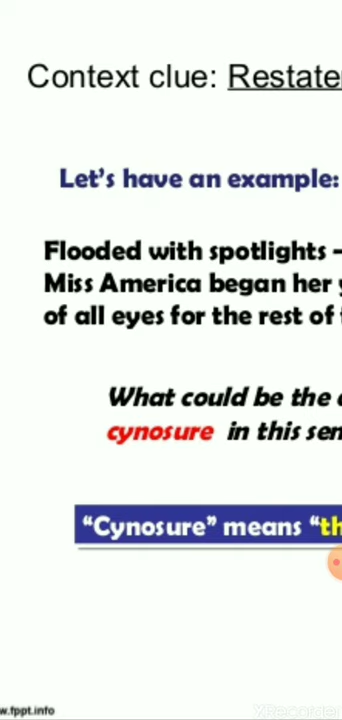 Context clue: Restate
Let's have an example:
Flooded with spotlights –
Miss America began her
of all eyes for the rest of
What could be the
cynosure in this sen
"Cynosure" means "th
w.fppt.info